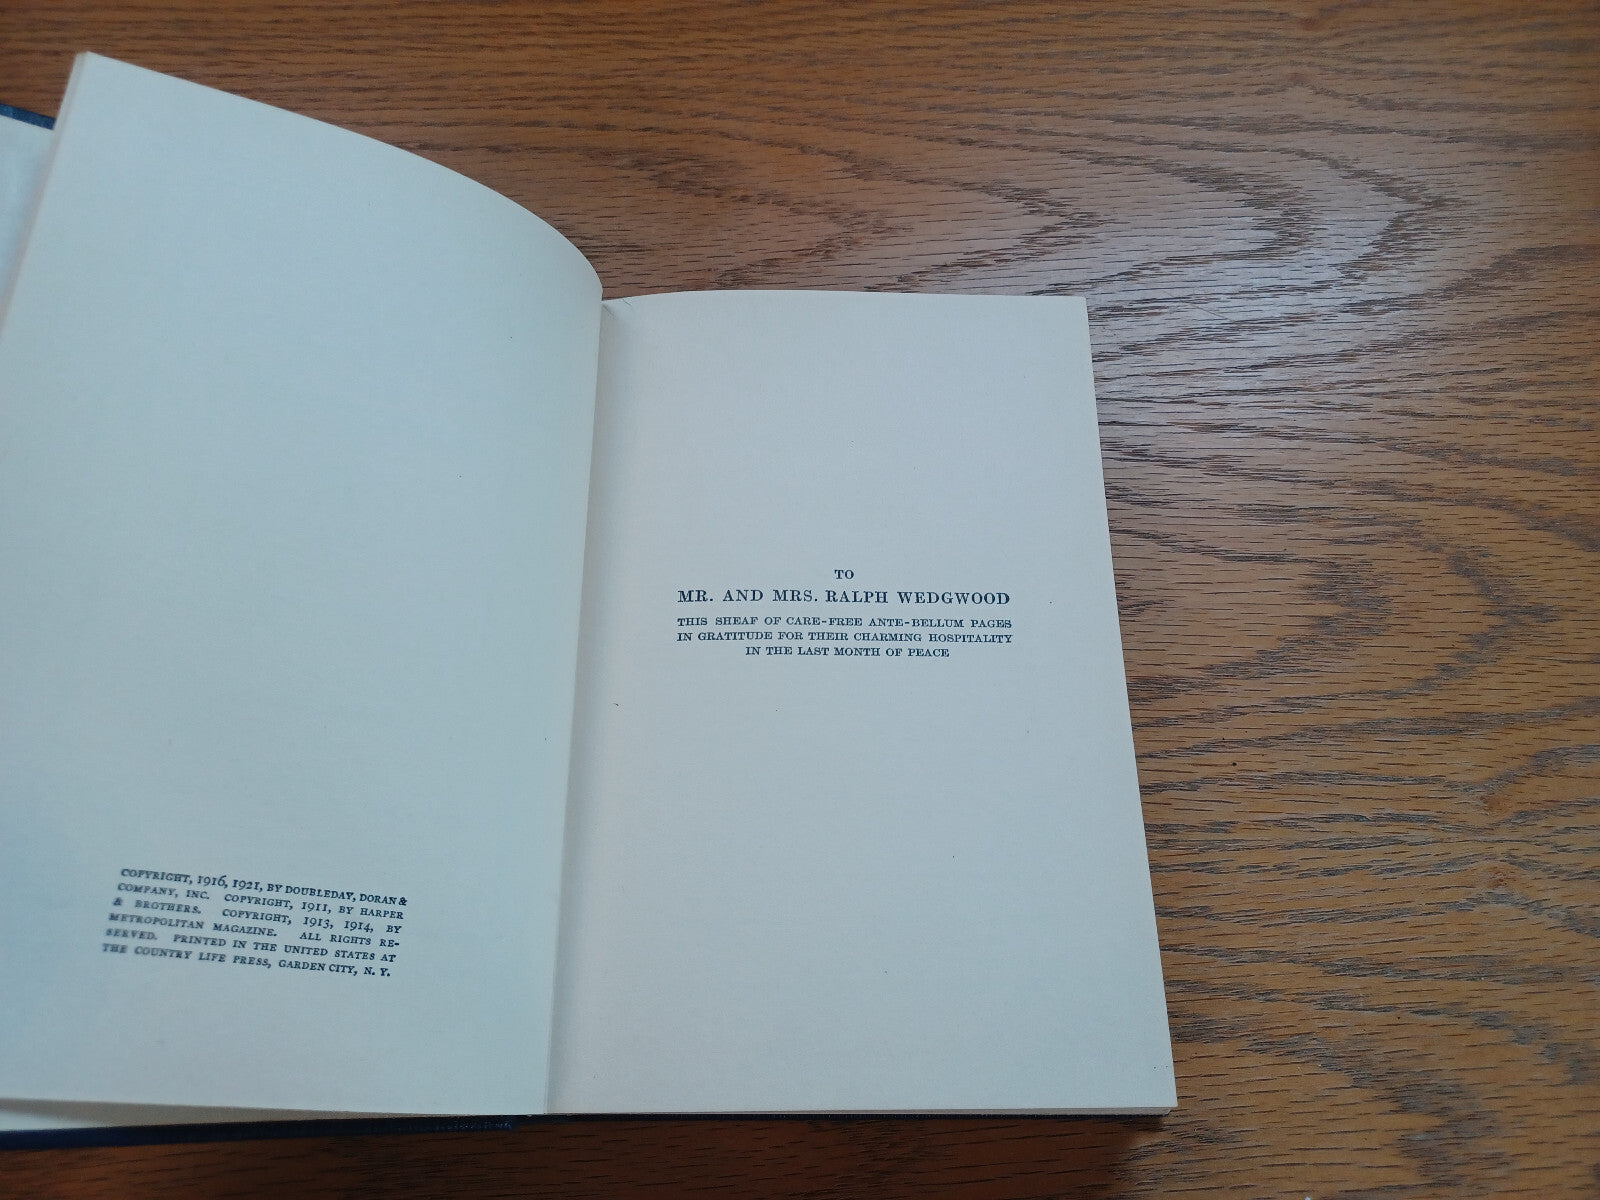 COPYRIGHT, 1916, 1921, BY DOUBLEDAY, DORAN &
COMPANY, INC. COPYRIGHT, 1911, BY HARPER
& BROTHERS. COPYRIGHT, 1913, 1914, BY
METROPOLITAN MAGAZINE. ALL RIGHTS RE-
SERVED. PRINTED IN THE UNITED STATES AT
THE COUNTRY LIFE PRESS, GARDEN CITY, N. Y.
TO
MR. AND MRS. RALPH WEDGWOOD
THIS SHEAF OF CARE-FREE ANTE-BELLUM PAGES
IN GRATITUDE FOR THEIR CHARMING HOSPITALITY
IN THE LAST MONTH OF PEACE